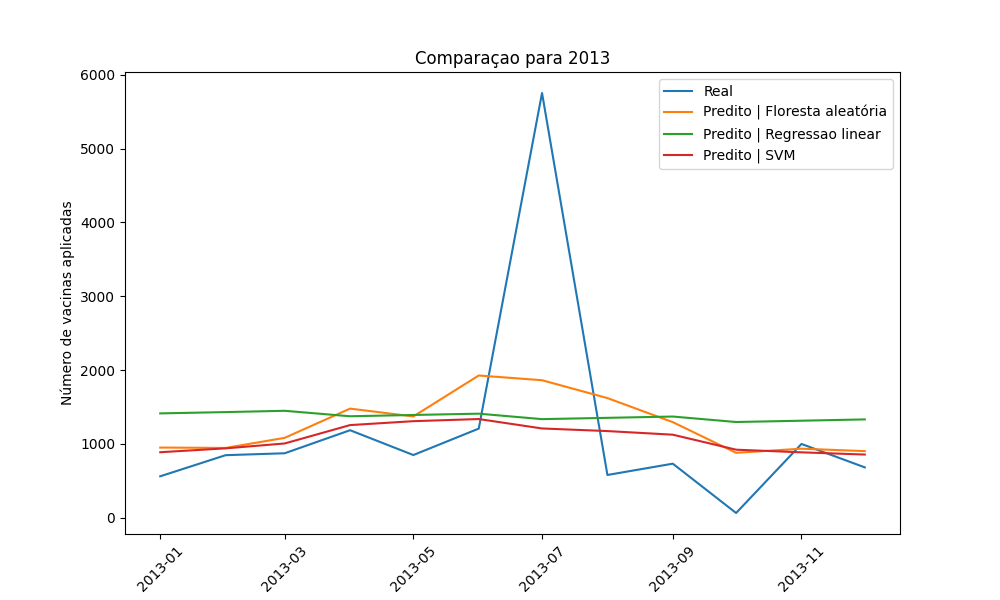 Comparaçao para 2013
6000
5000
4000
3000
2000
1000
0
Número de vacinas aplicadas
Real
Predito | Floresta aleatória
Predito | Regressao linear
Predito | SVM
2013-01
2013-03
2013-05
2013-07
2013-09
2013-11